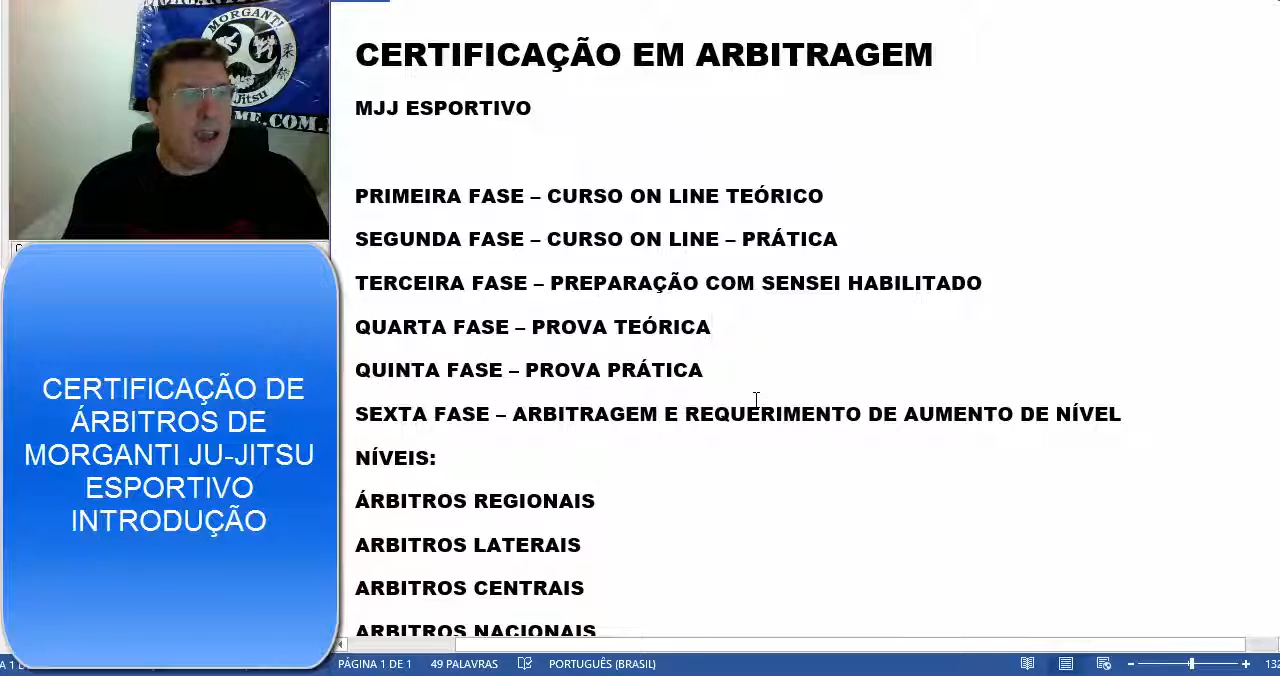 MORGANTI
Jitsu
ME.COM.
CERTIFICAÇÃO EM ARBITRAGEM
MJJ ESPORTIVO
PRIMEIRA FASE – CURSO ON LINE TEÓRICO
SEGUNDA FASE – CURSO ON LINE – PRÁTICA
TERCEIRA FASE – PREPARAÇÃO COM SENSEI HABILITADO
QUARTA FASE – PROVA TEÓRICA
QUINTA FASE – PROVA PRÁTICA
SEXTA FASE – ARBITRAGEM E REQUERIMENTO DE AUMENTO DE NÍVEL
NÍVEIS:
ÁRBITROS REGIONAIS
ARBITROS LATERAIS
ARBITROS CENTRAIS
ARBITROS NACIONAIS
CERTIFICAÇÃO DE
ÁRBITROS DE
MORGANTI JU-JITSU
ESPORTIVO
INTRODUÇÃO
PÁGINA 1 DE 1 49 PALAVRAS PORTUGUÊS (BRASIL) 132